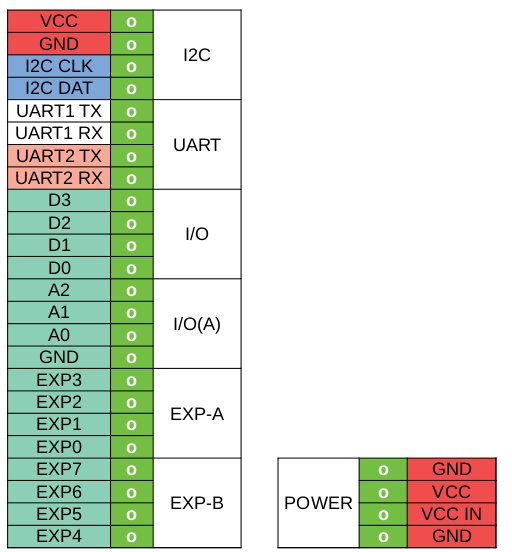 VCC o I2C
GND o
I2C CLK o
I2C DAT o
UART1 TX o UART
UART1 RX o
UART2 TX o
UART2 RX o
D3 o I/O
D2 o
D1 o
D0 o
A2 o I/O(A)
A1 o
A0 o
GND o
EXP3 o EXP-A
EXP2 o
EXP1 o
EXP0 o
EXP7 o EXP-B
EXP6 o
EXP5 o
EXP4 o
POWER o GND
o VCC
o VCC IN
o GND